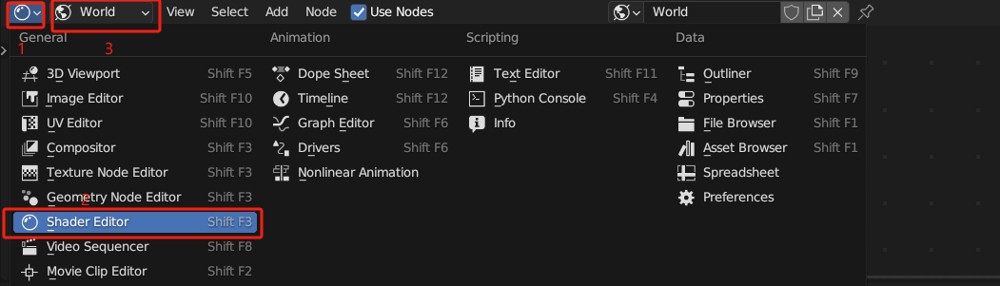 World View Select Add Node Use Nodes World
General Animation Scripting Data
1 3
3D Viewport Shift F5 Dope Sheet Shift F12 Text Editor Shift F11 Outliner Shift F9
Image Editor Shift F10 Timeline Shift F12 Python Console Shift F4 Properties Shift F7
UV Editor Shift F10 Graph Editor Shift F6 Info File Browser Shift F1
Compositor Shift F3 Drivers Shift F6 Asset Browser Shift F1
Texture Node Editor Shift F3 Nonlinear Animation Spreadsheet
Geometry Node Editor Shift F3 Preferences
2
Shader Editor Shift F3
Video Sequencer Shift F8
Movie Clip Editor Shift F2